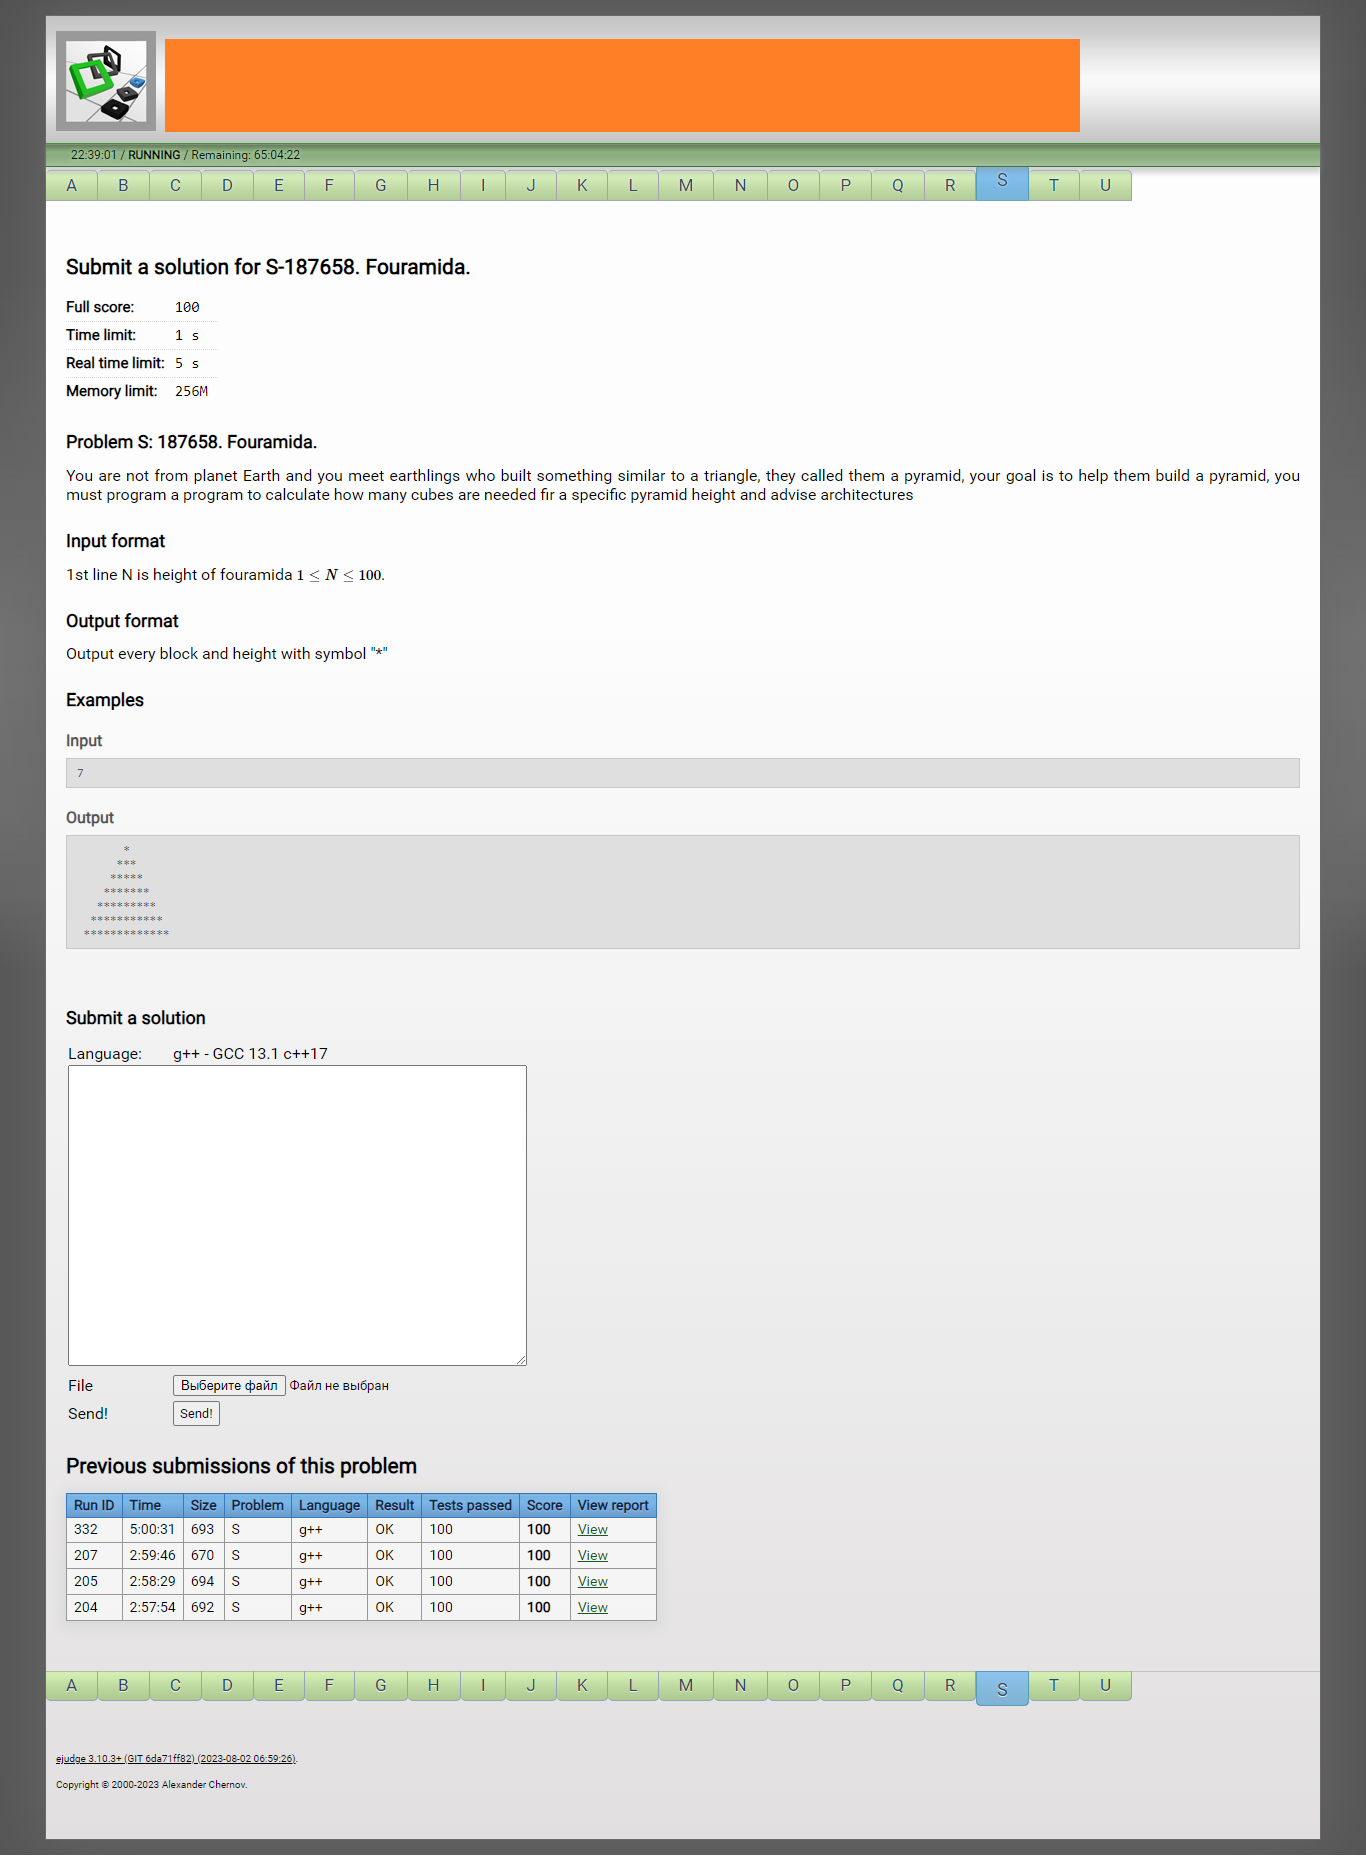 22:39:01 / RUNNING / Remaining: 65:04:22
A B C D E F G H I J K L M N O P Q R S T U
Submit a solution for S-187658. Fouramida.
Full score: 100
Time limit: 1 s
Real time limit: 5 s
Memory limit: 256M
Problem S: 187658. Fouramida.
You are not from planet Earth and you meet earthlings who built something similar to a triangle, they called them a pyramid, your goal is to help them build a pyramid, you
must program a program to calculate how many cubes are needed fir a specific pyramid height and advise architectures
Input format
1st line N is height of fouramida 1 ≤ N ≤ 100.
Output format
Output every block and height with symbol "*"
Examples
Input
7
Output
       *
      ***
     *****
    *******
   *********
  ***********
 *************
Submit a solution
Language: g++ - GCC 13.1 c++17
File Выберите файл Файл не выбран
Send! Send!
Previous submissions of this problem
Run ID Time Size Problem Language Result Tests passed Score View report
332 5:00:31 693 S g++ OK 100 100 View
207 2:59:46 670 S g++ OK 100 100 View
205 2:58:29 694 S g++ OK 100 100 View
204 2:57:54 692 S g++ OK 100 100 View
A B C D E F G H I J K L M N O P Q R S T U
ejudge 3.10.3+ (GIT 6da71ff82) (2023-08-02 06:59:26).
Copyright © 2000-2023 Alexander Chernov.